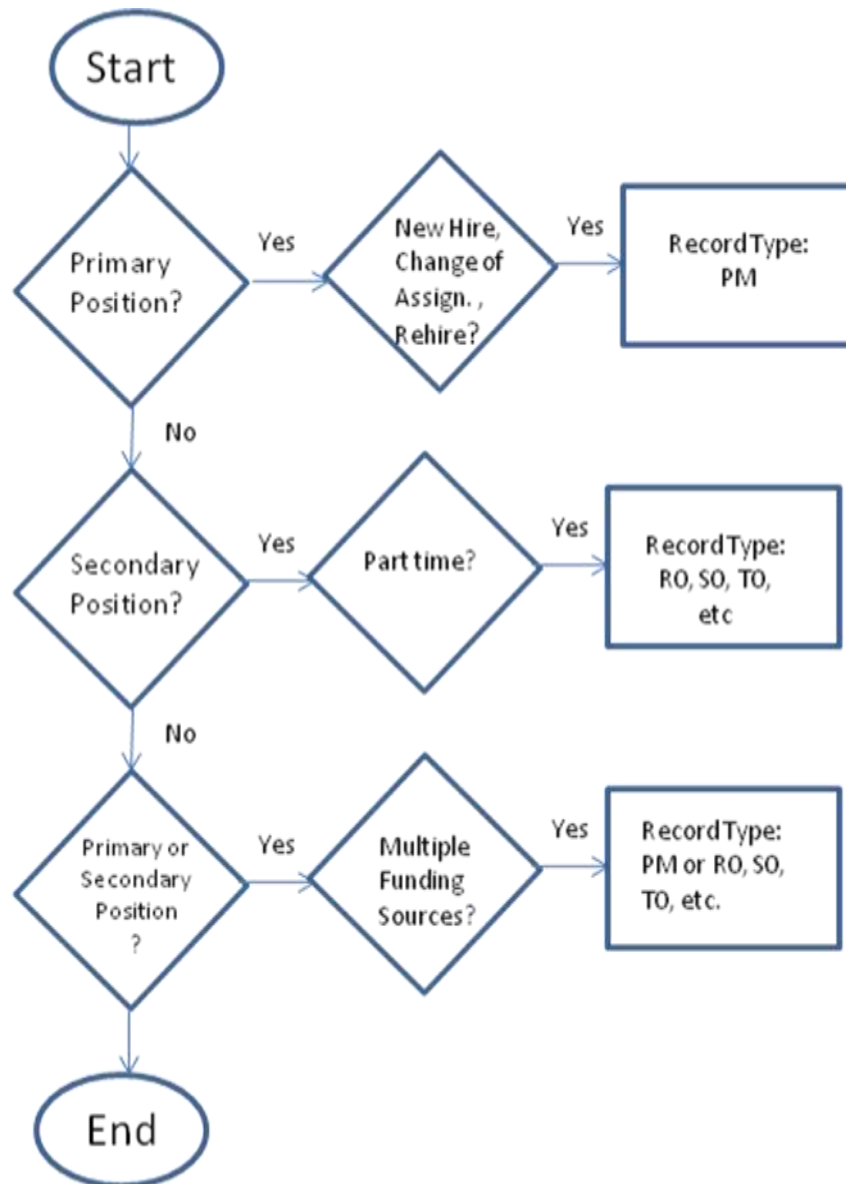 Start
Primary
Position?
Yes
New Hire,
Change of
Assign. ,
Rehire?
Yes
Record Type:
PM
No
Secondary
Position?
Yes
Part time?
Yes
Record Type:
RO, SO, TO,
etc
No
Primary or
Secondary
Position
?
Yes
Multiple
Funding
Sources?
Yes
Record Type:
PM or RO, SO,
TO, etc.
End